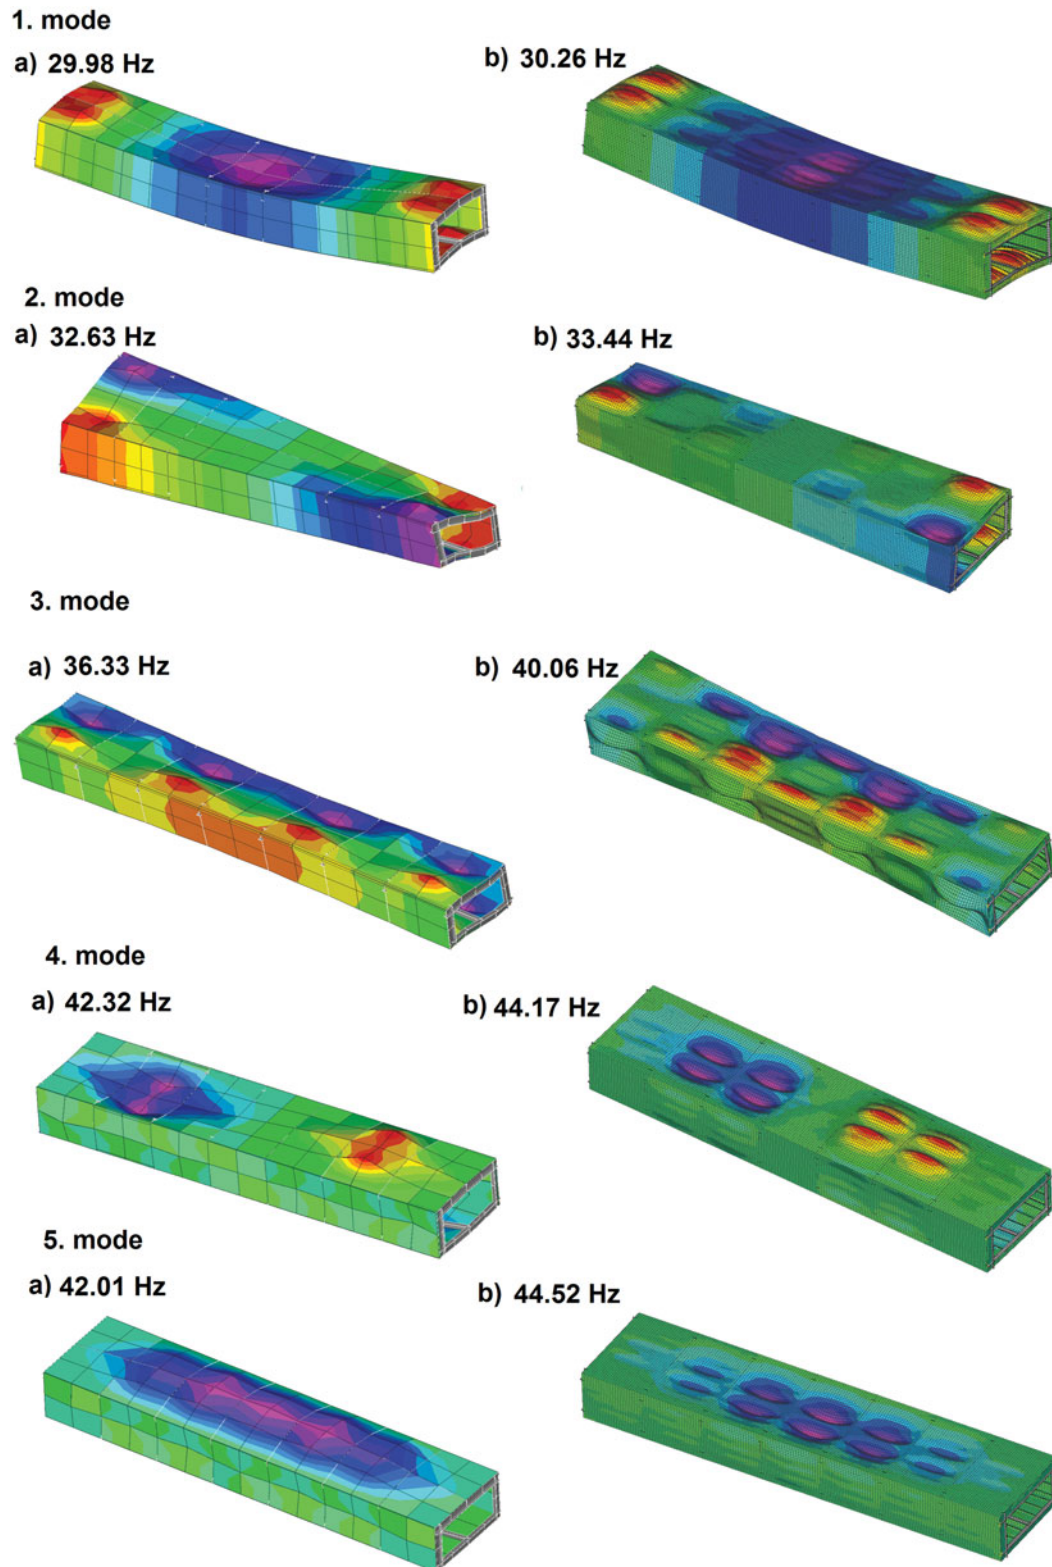 1. mode
a) 29.98 Hz
b) 30.26 Hz
2. mode
a) 32.63 Hz
b) 33.44 Hz
3. mode
a) 36.33 Hz
b) 40.06 Hz
4. mode
a) 42.32 Hz
b) 44.17 Hz
5. mode
a) 42.01 Hz
b) 44.52 Hz